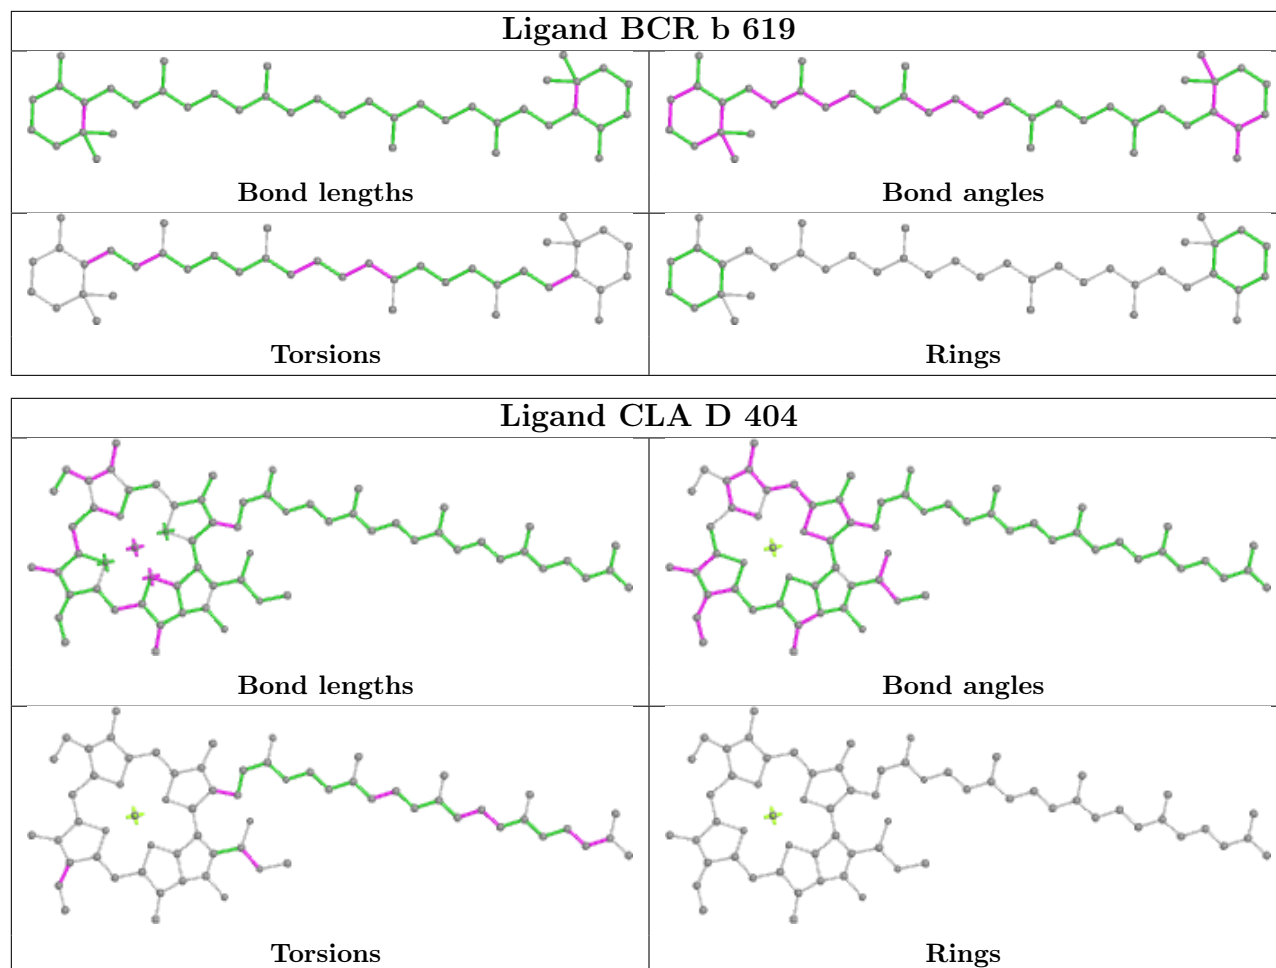 Ligand BCR b 619
Bond lengths
Bond angles
Torsions
Rings
Ligand CLA D 404
Bond lengths
Bond angles
Torsions
Rings